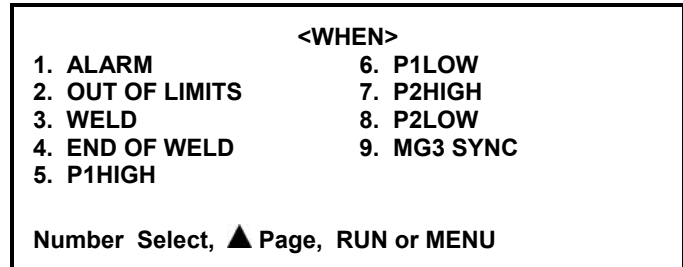 <WHEN>
1. ALARM 6. P1LOW
2. OUT OF LIMITS 7. P2HIGH
3. WELD 8. P2LOW
4. END OF WELD 9. MG3 SYNC
5. P1HIGH
Number Select, ▲ Page, RUN or MENU